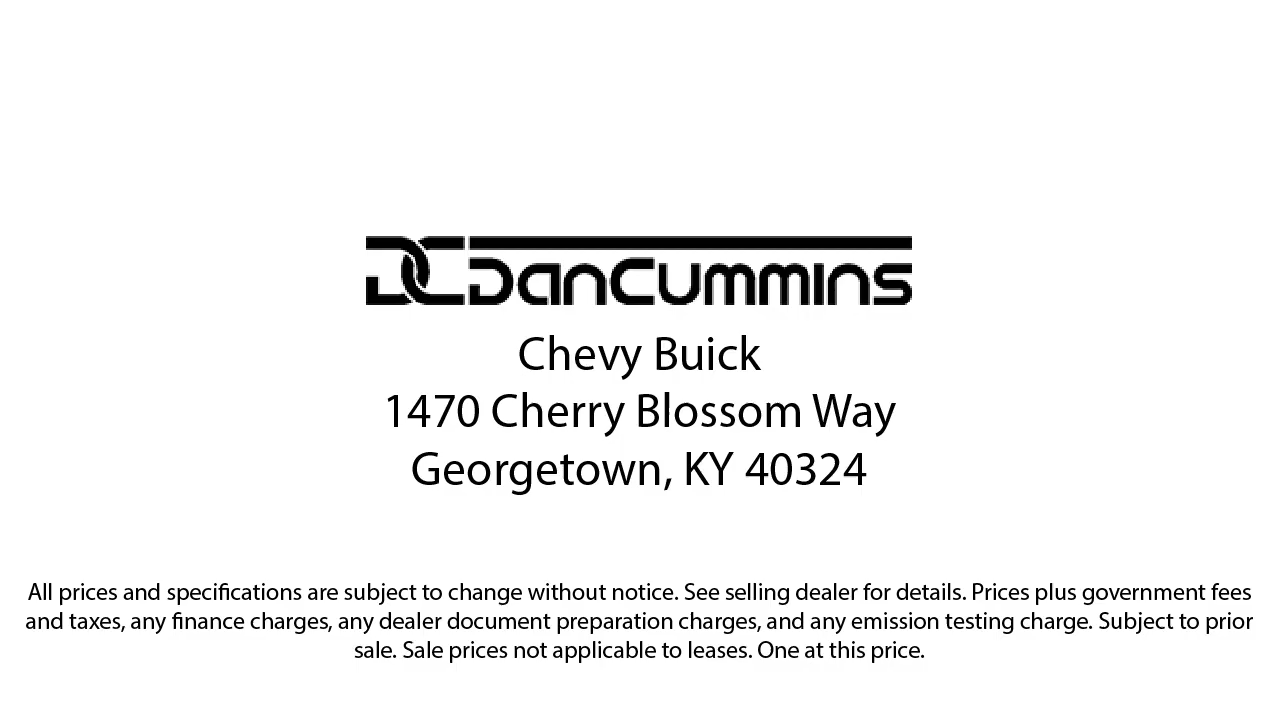 DC DanCummins
Chevy Buick
1470 Cherry Blossom Way
Georgetown, KY 40324
All prices and specifications are subject to change without notice. See selling dealer for details. Prices plus government fees
and taxes, any finance charges, any dealer document preparation charges, and any emission testing charge. Subject to prior
sale. Sale prices not applicable to leases. One at this price.